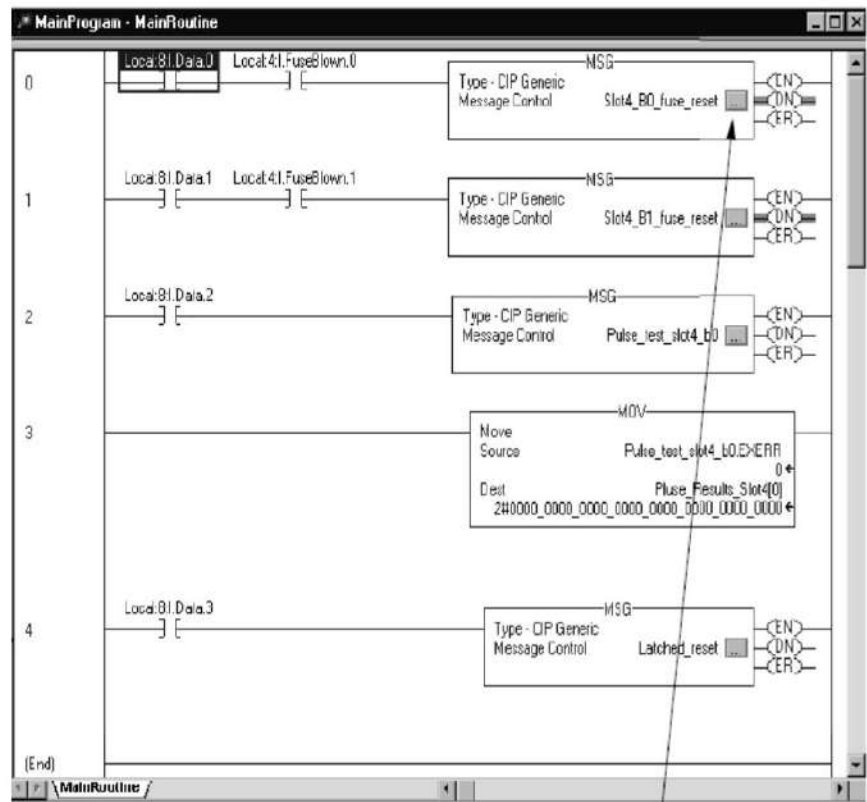 MainProgram - MainRoutine
0
Local:8:I.Data.0 Local:4:I.FuseBlown.0
MSG
Type - CIP Generic
Message Control Slot4_B0_fuse_reset ...
EN
DN
ER
1
Local:8:I.Data.1 Local:4:I.FuseBlown.1
MSG
Type - CIP Generic
Message Control Slot4_B1_fuse_reset ...
EN
DN
ER
2
Local:8:I.Data.2
MSG
Type - CIP Generic
Message Control Pulse_test_slot4_b0 ...
EN
DN
ER
3
MOV
Move
Source Pulse_test_slot4_b0.EXERR
0
Dest Pluse_Results_Slot4[0]
2#0000_0000_0000_0000_0000_0000_0000_0000
4
Local:8:I.Data.3
MSG
Type - CIP Generic
Message Control Latched_reset ...
EN
DN
ER
(End)
MainRoutine